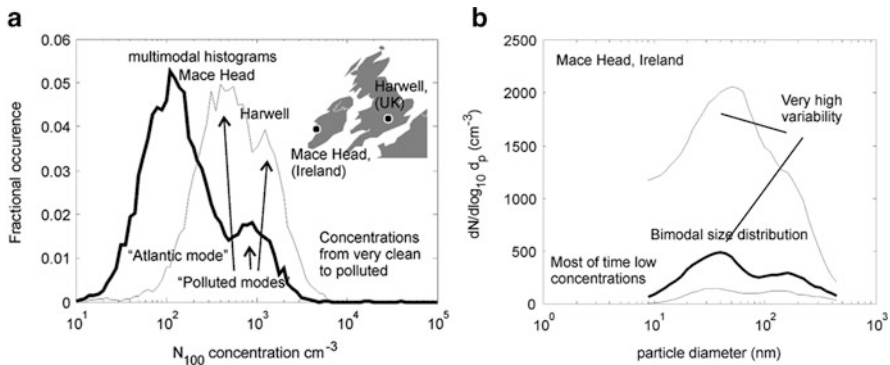 a
0.06
0.05
0.04
0.03
0.02
0.01
0
Fractional occurence
multimodal histograms
Mace Head
Harwell
Harwell,
(UK)
Mace Head,
(Ireland)
"Atlantic mode"
"Polluted modes"
Concentrations
from very clean
to polluted
10^1
10^2
10^3
10^4
10^5
N_100 concentration cm^-3
b
2500
2000
1500
1000
500
0
dN/dlog_10 d_p (cm^-3)
Mace Head, Ireland
Very high
variability
Bimodal size distribution
Most of time low
concentrations
10^0
10^1
10^2
10^3
particle diameter (nm)